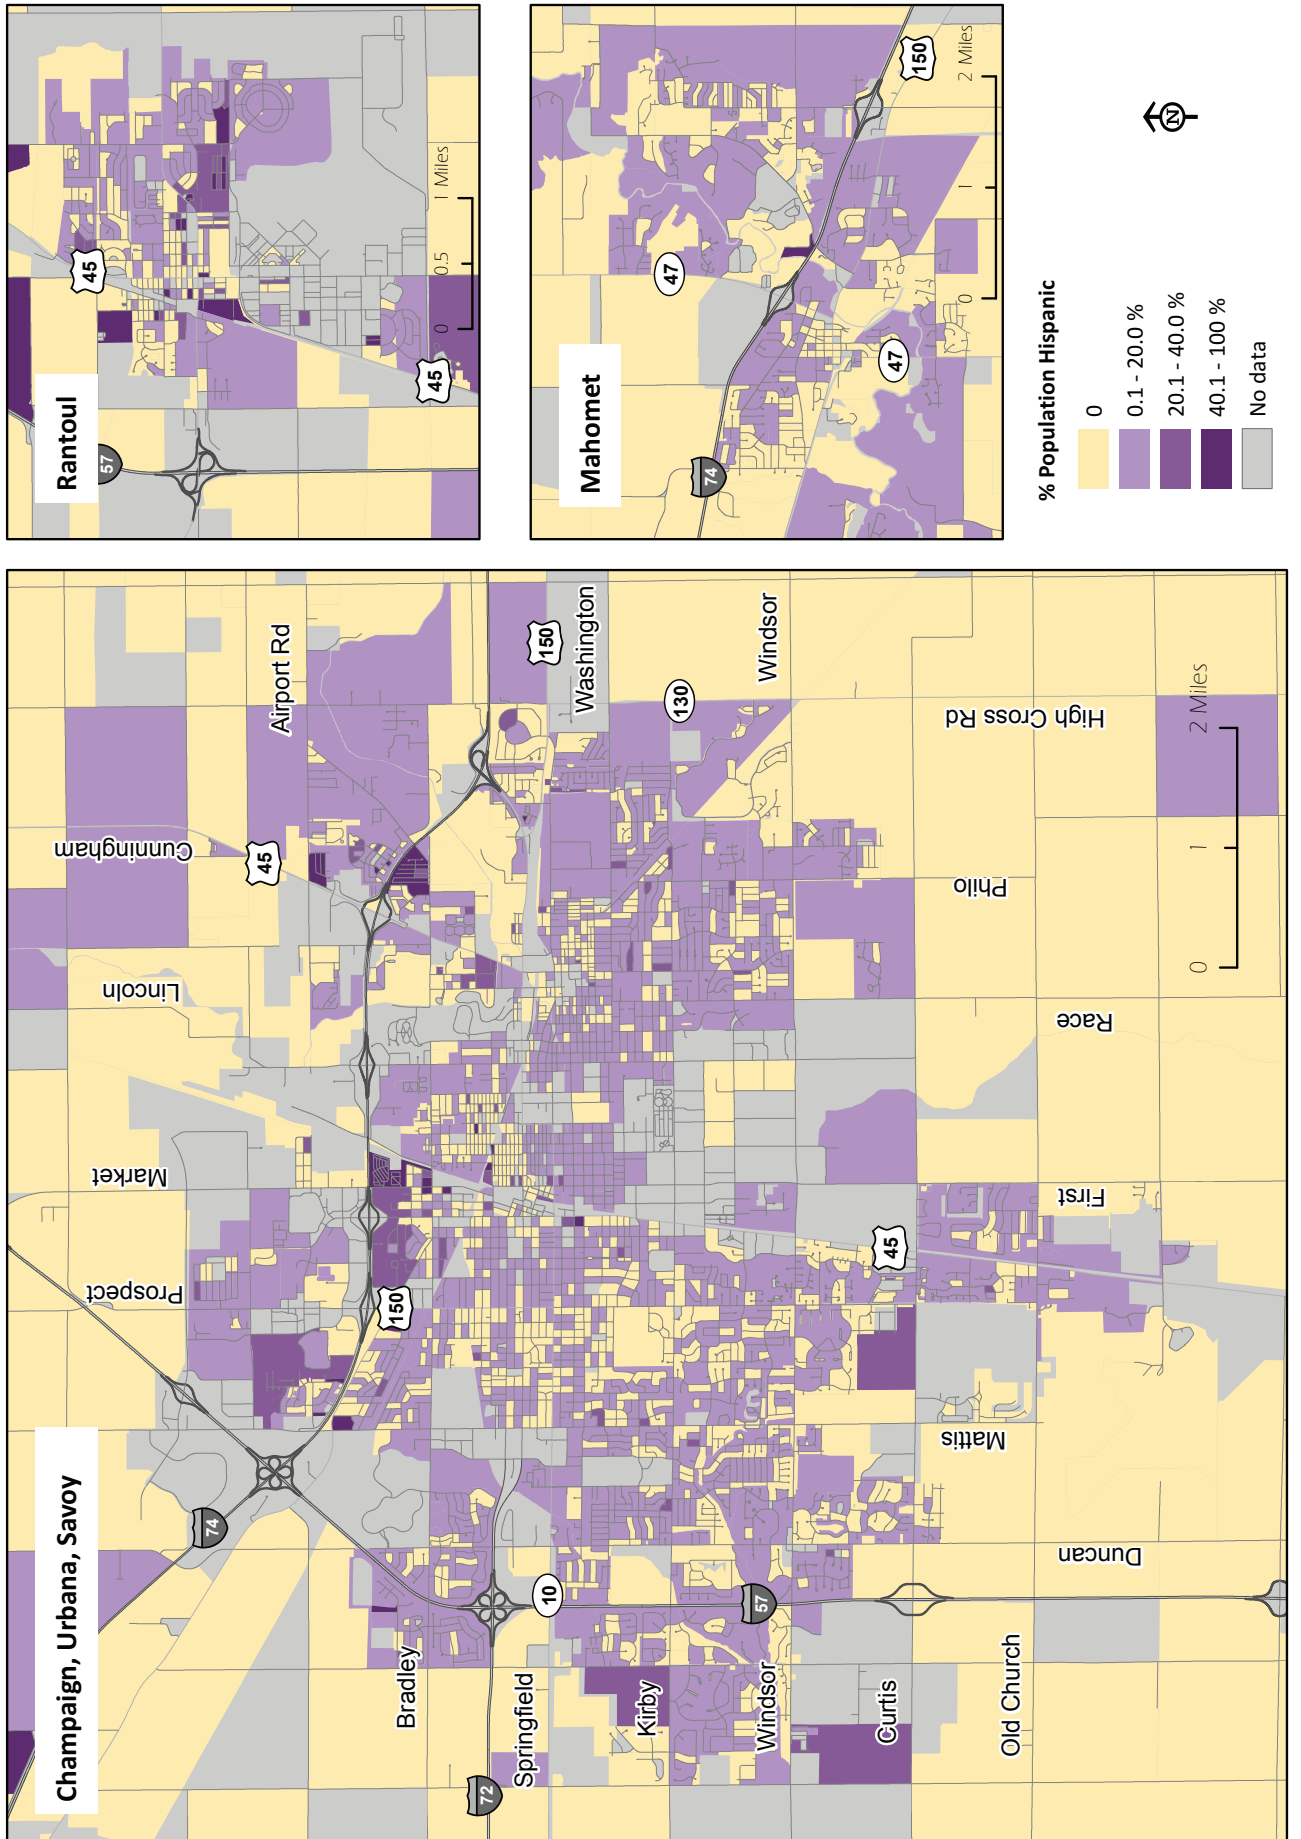 Champaign, Urbana, Savoy
74
57
72
10
150
45
45
150
130
Prospect
Market
Lincoln
Cunningham
Airport Rd
Bradley
Springfield
Kirby
Windsor
Curtis
Old Church
Duncan
Mattis
First
Race
Philo
High Cross Rd
Washington
Windsor
0 1 2 Miles
Rantoul
57
45
45
0 0.5 1 Miles
Mahomet
74
47
47
150
0 1 2 Miles
% Population Hispanic
0
0.1 - 20.0 %
20.1 - 40.0 %
40.1 - 100 %
No data
N